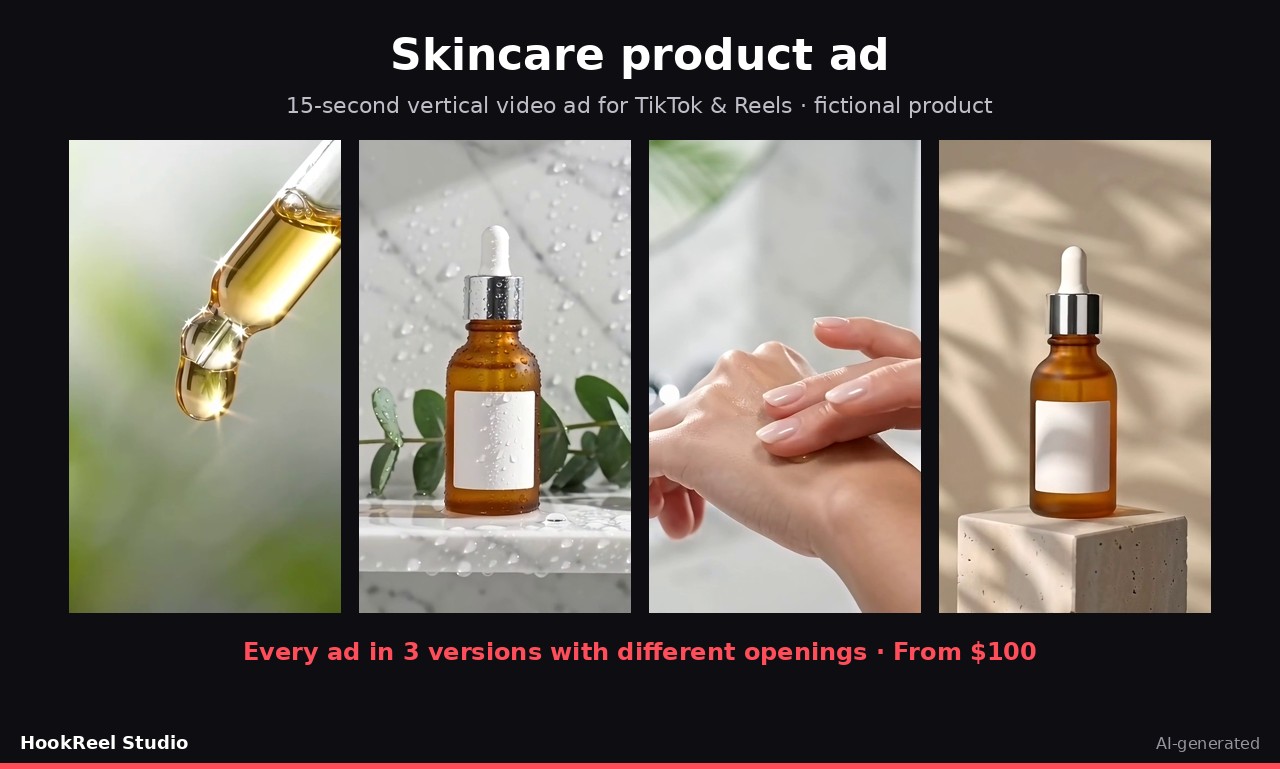 Skincare product ad
15-second vertical video ad for TikTok & Reels · fictional product
Every ad in 3 versions with different openings · From $100
HookReel Studio
AI-generated